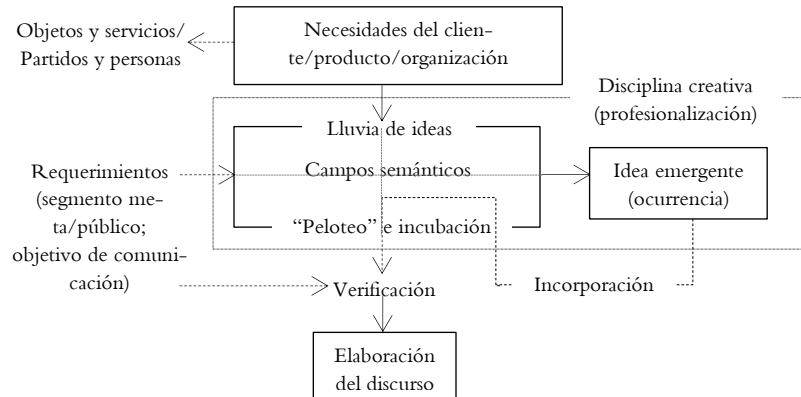 Objetos y servicios/
Partidos y personas
Necesidades del clien-
te/producto/organización
Disciplina creativa
(profesionalización)
Lluvia de ideas
Campos semánticos
“Peloteo” e incubación
Requerimientos
(segmento me-
ta/público;
objetivo de comuni-
cación)
Idea emergente
(ocurrencia)
Verificación
Incorporación
Elaboración
del discurso